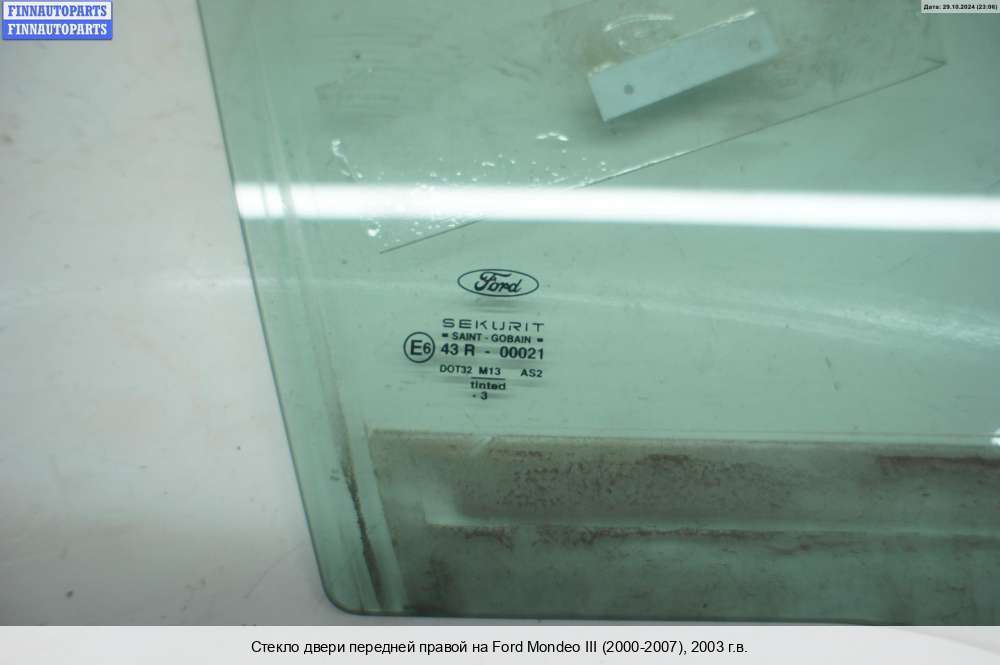 FINNAUTOPARTS
FINNAUTOPARTS
Дата: 29.10.2024 (23:06)
Ford
SEKURIT
SAINT - GOBAIN
E6 43 R - 00021
DOT32 M13 AS2
tinted
. 3
Стекло двери передней правой на Ford Mondeo III (2000-2007), 2003 г.в.